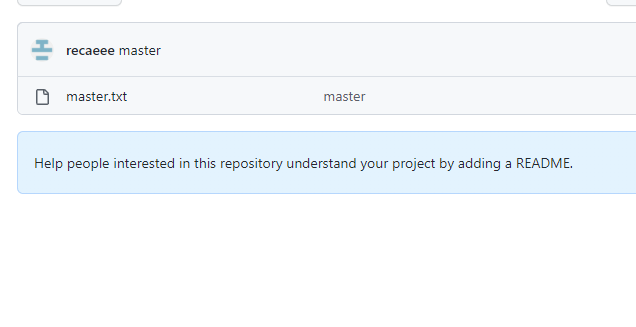 recaeee master
master.txt master
Help people interested in this repository understand your project by adding a README.